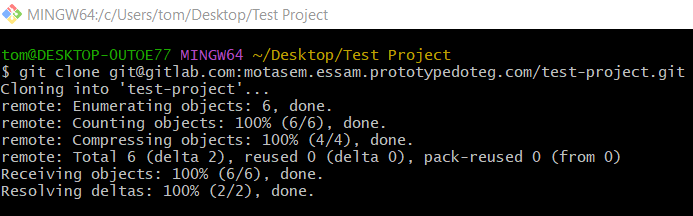 MINGW64:/c/Users/tom/Desktop/Test Project
tom@DESKTOP-OUTOE77 MINGW64 ~/Desktop/Test Project
$ git clone git@gitlab.com:motasem.essam.prototypedoteg.com/test-project.git
Cloning into 'test-project'...
remote: Enumerating objects: 6, done.
remote: Counting objects: 100% (6/6), done.
remote: Compressing objects: 100% (4/4), done.
remote: Total 6 (delta 2), reused 0 (delta 0), pack-reused 0 (from 0)
Receiving objects: 100% (6/6), done.
Resolving deltas: 100% (2/2), done.